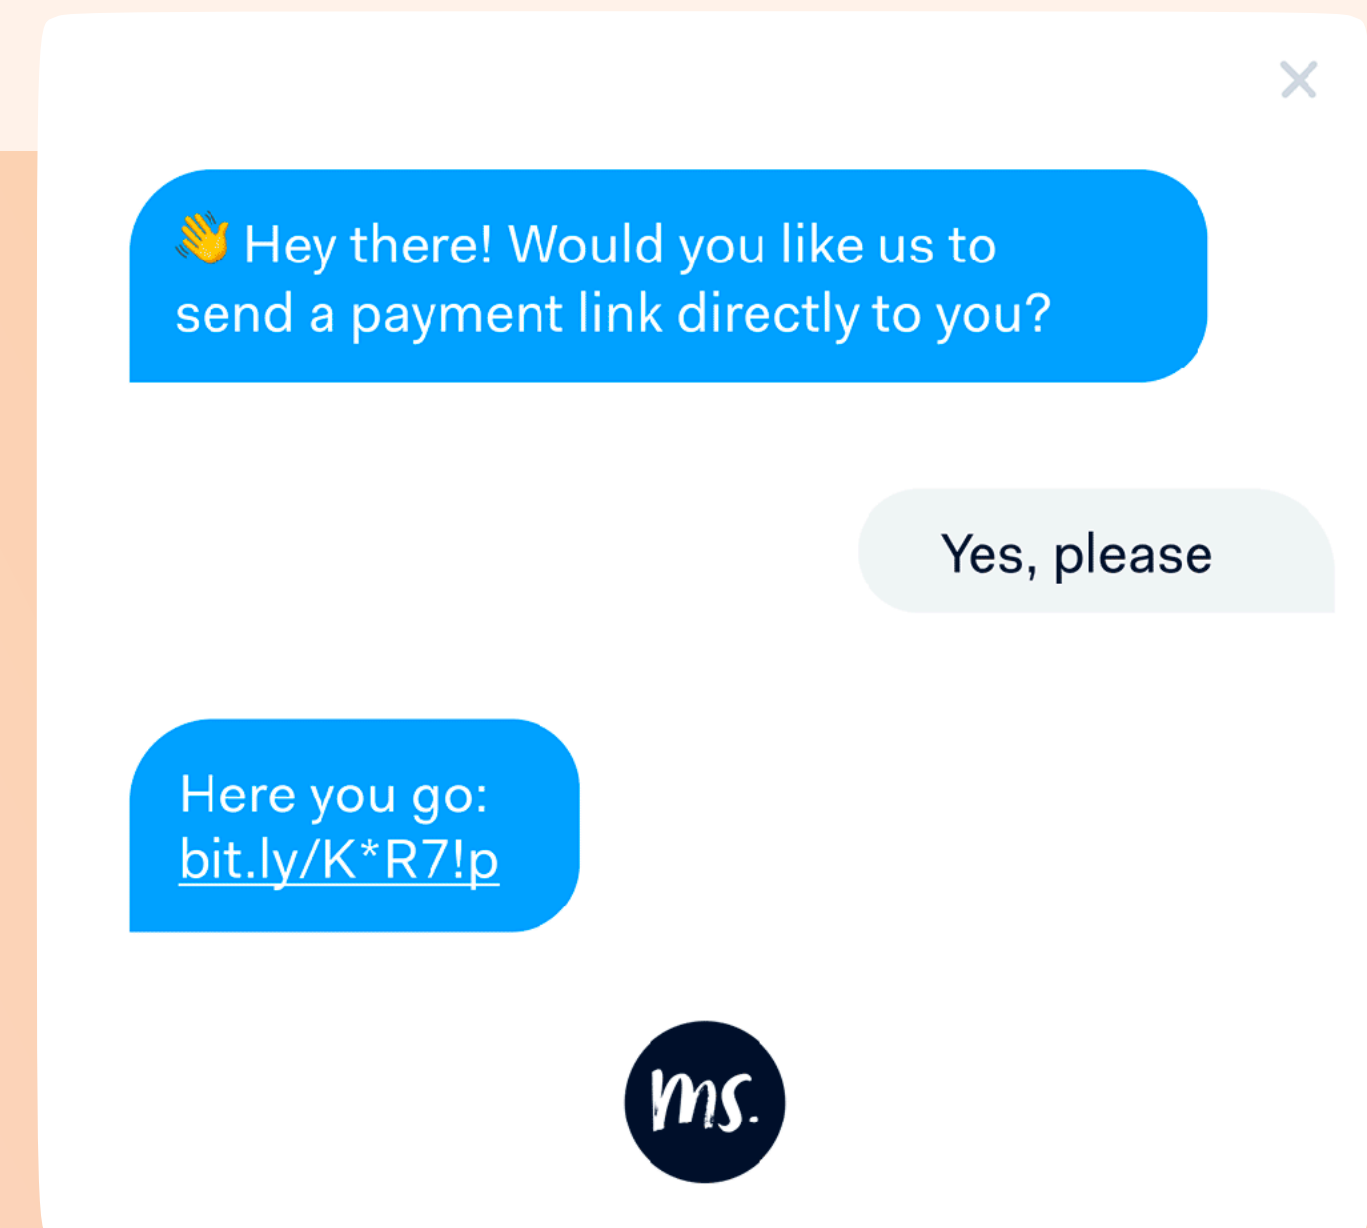 👋 Hey there! Would you like us to
send a payment link directly to you?
Yes, please
Here you go:
bit.ly/K*R7!p
ms.